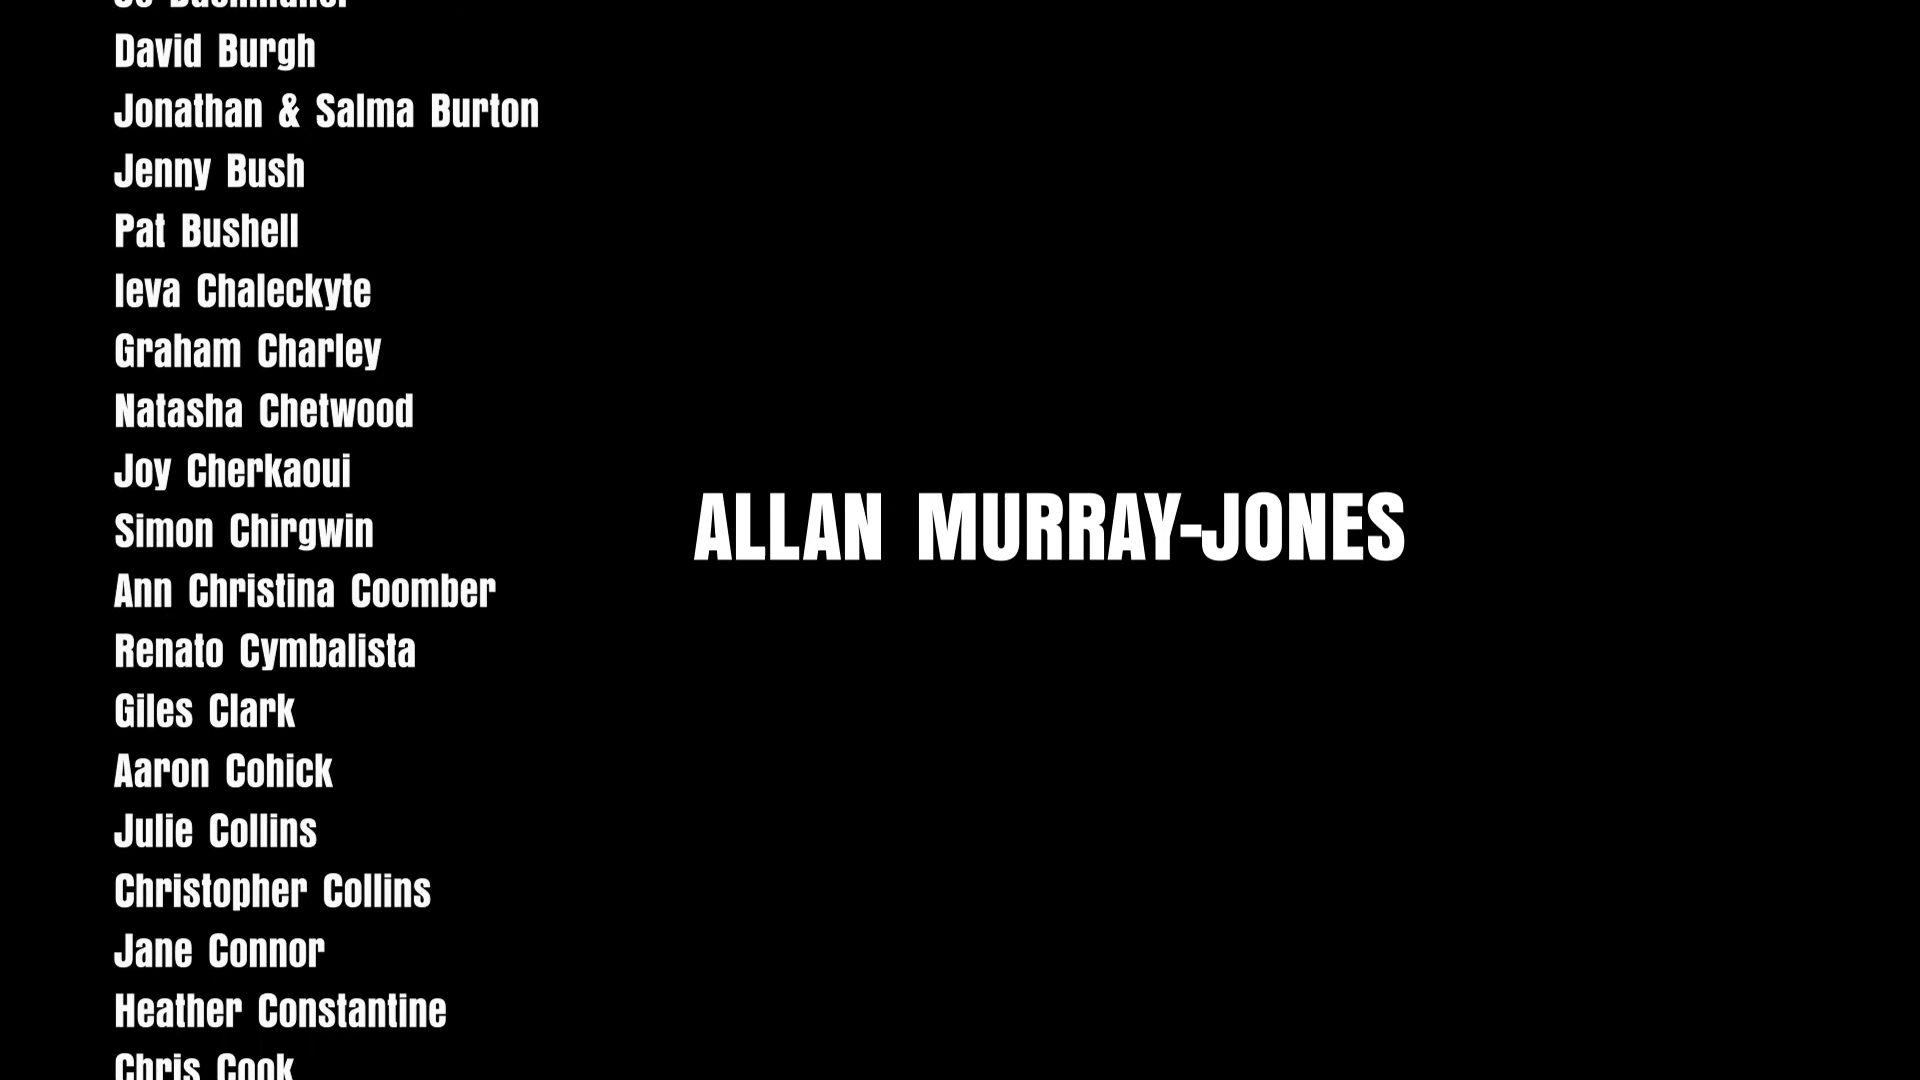 David Burgh
Jonathan & Salma Burton
Jenny Bush
Pat Bushell
Ieva Chaleckyte
Graham Charley
Natasha Chetwood
Joy Cherkaoui
Simon Chirgwin
Ann Christina Coomber
Renato Cymbalista
Giles Clark
Aaron Cohick
Julie Collins
Christopher Collins
Jane Connor
Heather Constantine
Chris Cook
ALLAN MURRAY-JONES